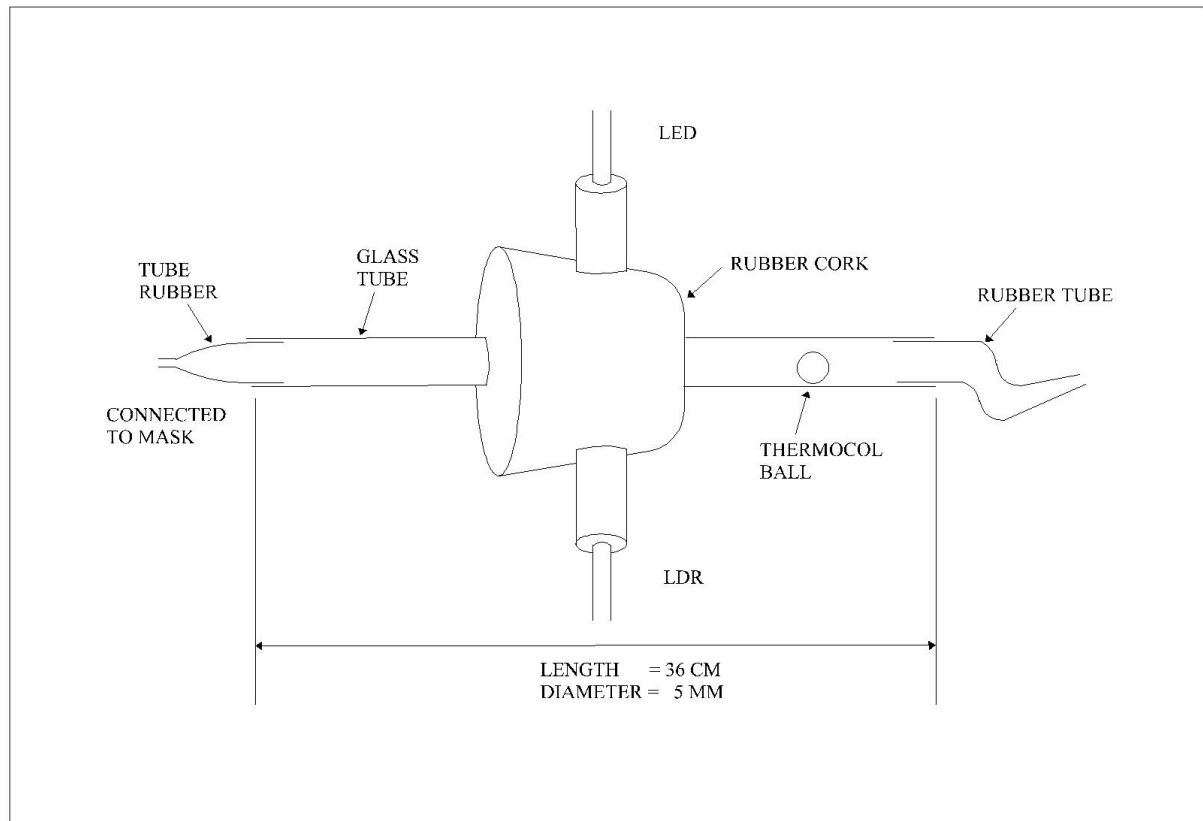 LED
GLASS
TUBE
TUBE
RUBBER
RUBBER CORK
RUBBER TUBE
CONNECTED
TO MASK
THERMOCOL
BALL
LDR
LENGTH = 36 CM
DIAMETER = 5 MM